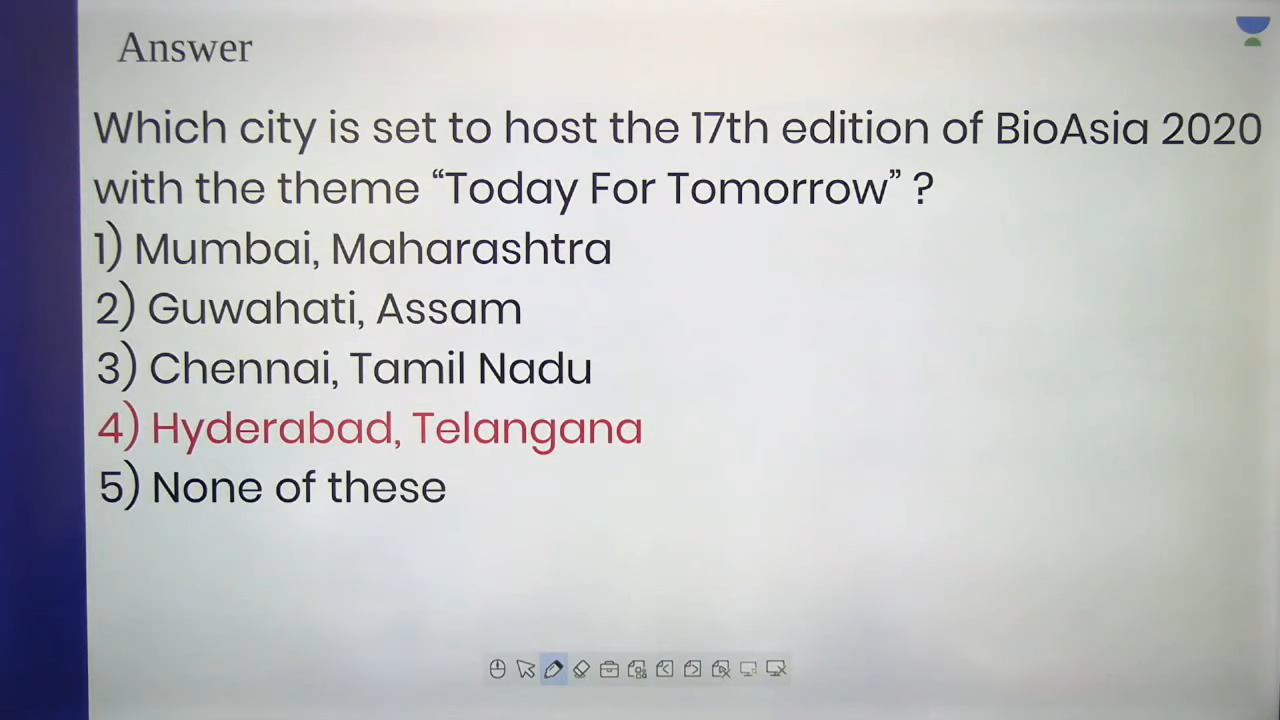 Answer
Which city is set to host the 17th edition of BioAsia 2020
with the theme “Today For Tomorrow” ?
1) Mumbai, Maharashtra
2) Guwahati, Assam
3) Chennai, Tamil Nadu
4) Hyderabad, Telangana
5) None of these